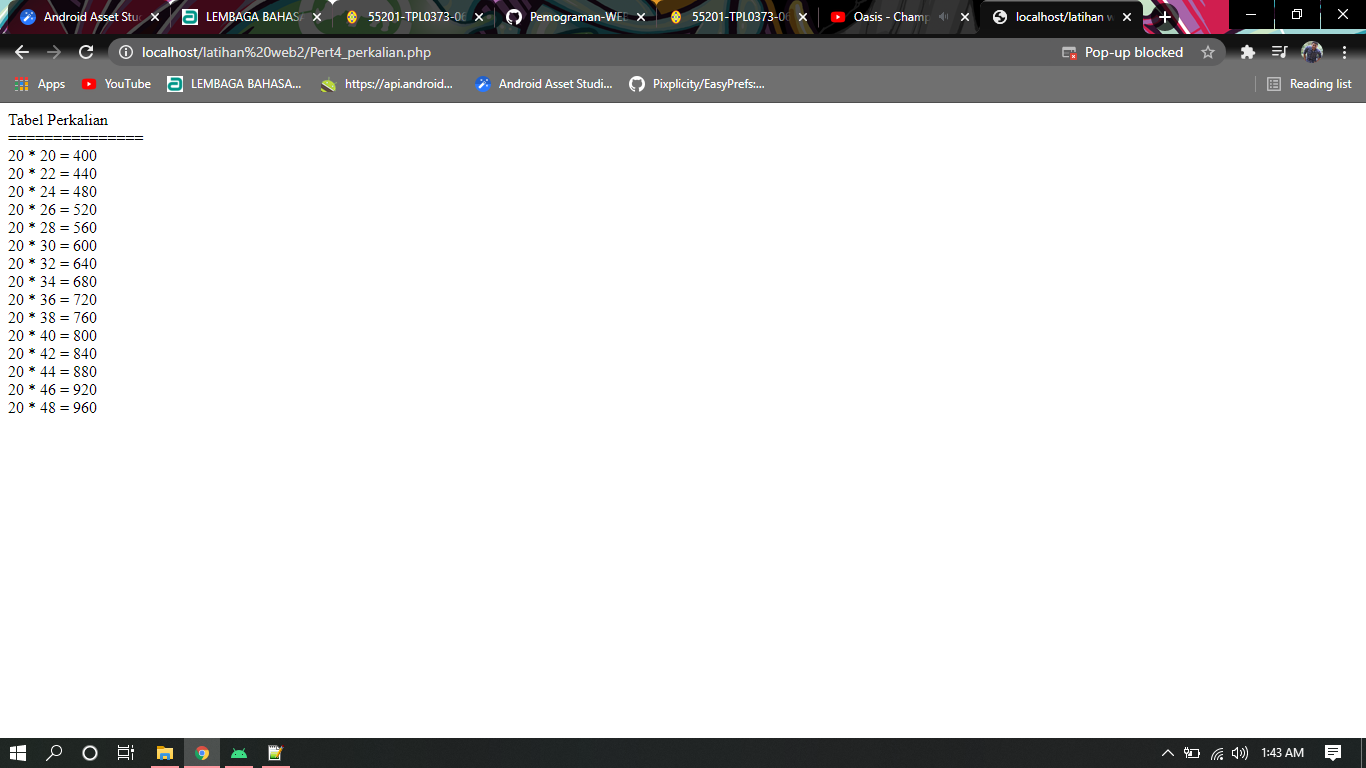 Android Asset Stu
LEMBAGA BAHAS
55201-TPL0373-06
Pemograman-WEB
55201-TPL0373-06
Oasis - Champ
localhost/latihan w
localhost/latihan%20web2/Pert4_perkalian.php
Pop-up blocked
Apps
YouTube
LEMBAGA BAHASA...
https://api.android...
Android Asset Studi...
Pixplicity/EasyPrefs:...
Reading list
Tabel Perkalian
===============
20 * 20 = 400
20 * 22 = 440
20 * 24 = 480
20 * 26 = 520
20 * 28 = 560
20 * 30 = 600
20 * 32 = 640
20 * 34 = 680
20 * 36 = 720
20 * 38 = 760
20 * 40 = 800
20 * 42 = 840
20 * 44 = 880
20 * 46 = 920
20 * 48 = 960
1:43 AM